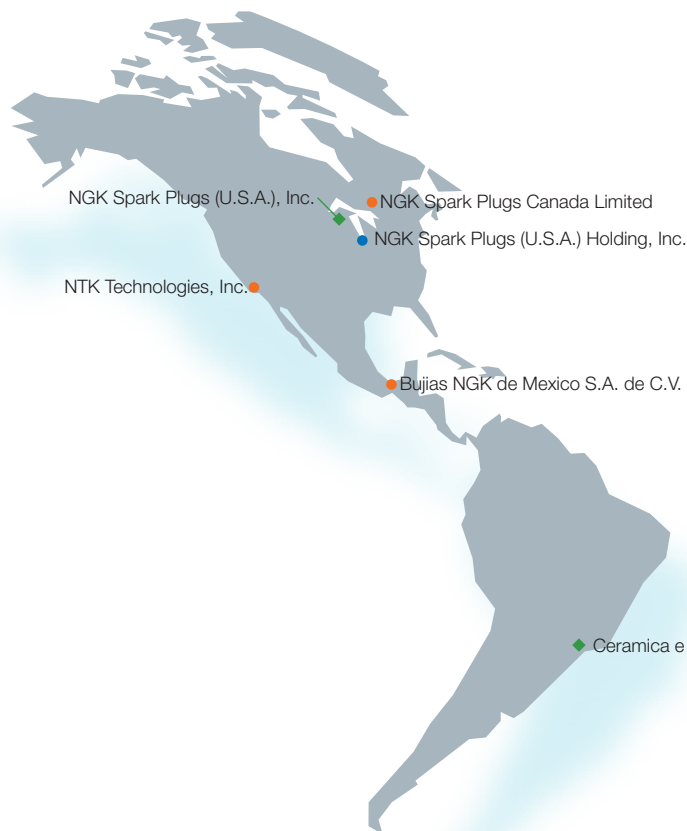 NGK Spark Plugs (U.S.A.), Inc.
NGK Spark Plugs Canada Limited
NGK Spark Plugs (U.S.A.) Holding, Inc.
NTK Technologies, Inc.
Bujias NGK de Mexico S.A. de C.V.
Ceramica e